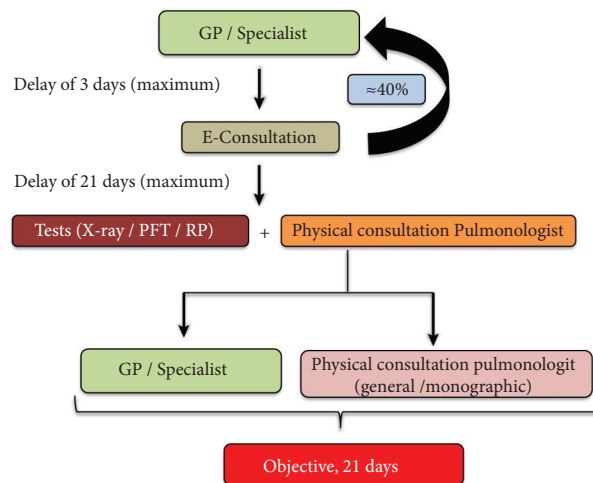 GP / Specialist
Delay of 3 days (maximum)
≈40%
E-Consultation
Delay of 21 days (maximum)
Tests (X-ray / PFT / RP) + Physical consultation Pulmonologist
GP / Specialist
Physical consultation pulmonologit
(general /monographic)
Objective, 21 days